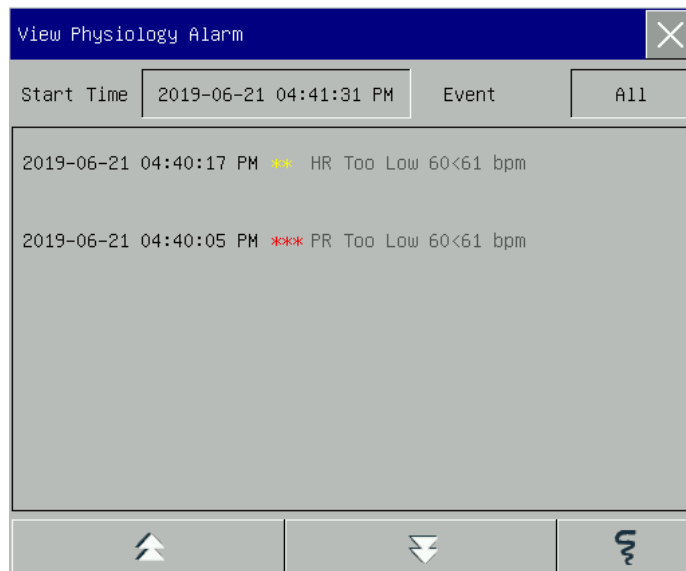 View Physiology Alarm
Start Time 2019-06-21 04:41:31 PM Event All
2019-06-21 04:40:17 PM ** HR Too Low 60<61 bpm
2019-06-21 04:40:05 PM *** PR Too Low 60<61 bpm